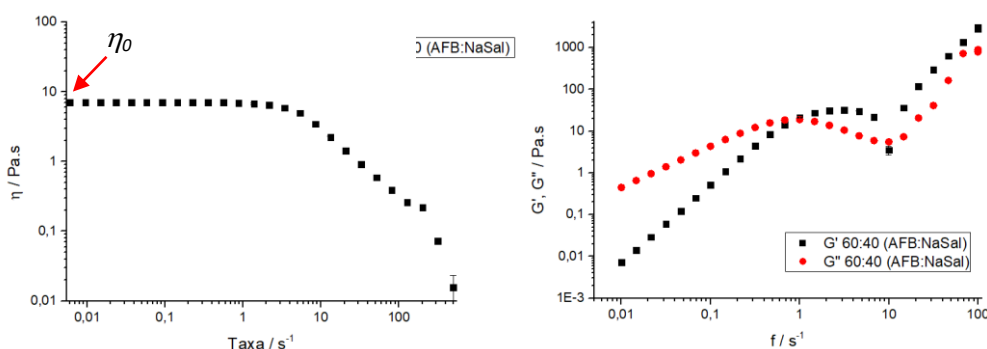 η0
0 (AFB:NaSal)
η / Pa.s
100
10
1
0,1
0,01
0,01
0,1
1
10
100
Taxa / s⁻¹
G', G'' / Pa.s
1000
100
10
1
0,1
0,01
1E-3
G' 60:40 (AFB:NaSal)
G'' 60:40 (AFB:NaSal)
0,01
0,1
1
10
100
f / s⁻¹